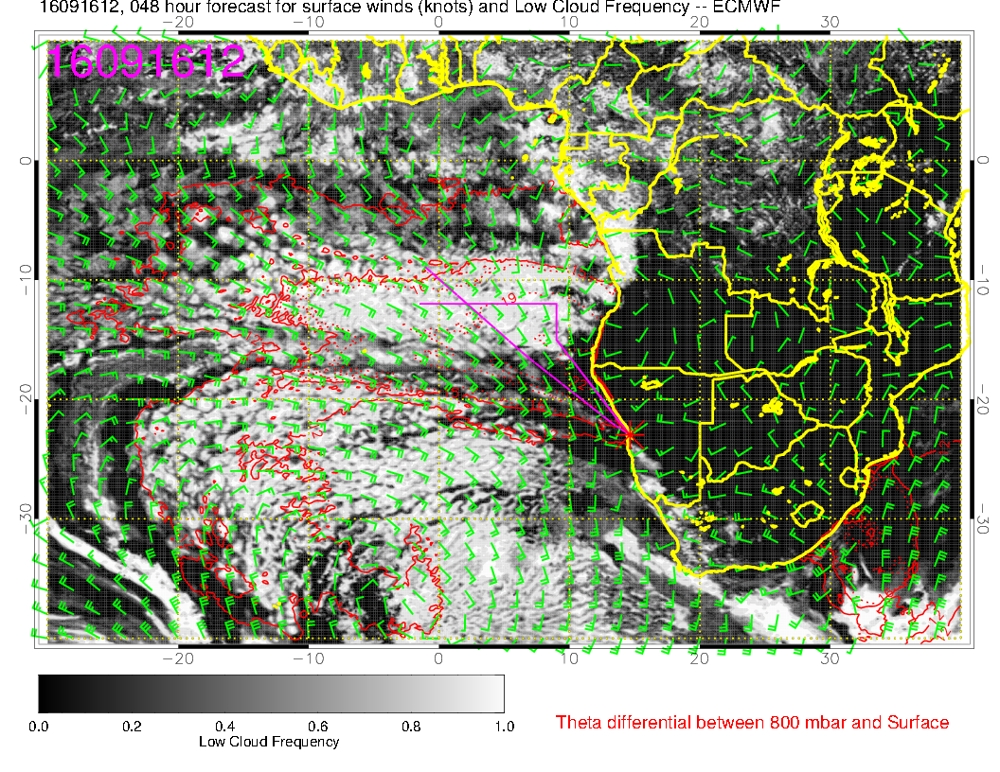 16091612, 048 hour forecast for surface winds (knots) and Low Cloud Frequency -- ECMWF
−20 −10 0 10 20 30
16091612
0 0
−10 −10
19
−20 −20
−30 −30
−20 −10 0 10 20 30
0.0 0.2 0.4 0.6 0.8 1.0
Low Cloud Frequency
Theta differential between 800 mbar and Surface